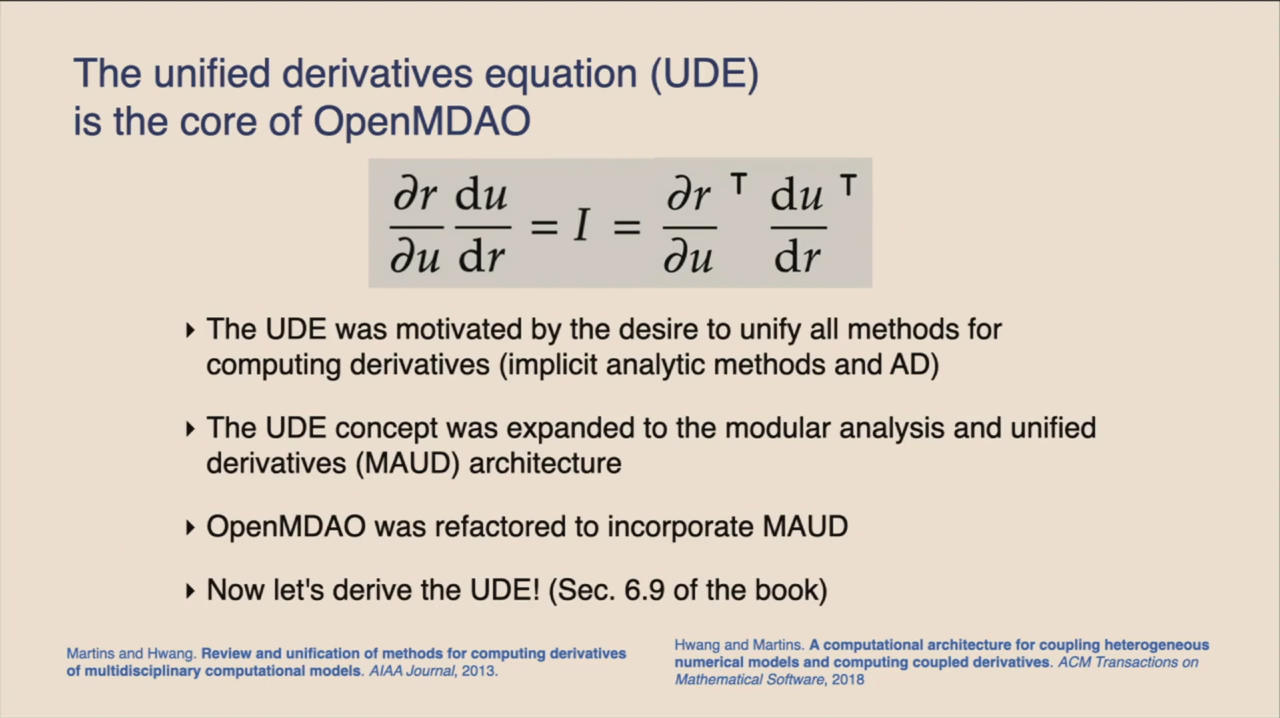 The unified derivatives equation (UDE)
is the core of OpenMDAO
∂r/∂u du/dr = I = ∂r/∂u ᵀ du/dr ᵀ
‣ The UDE was motivated by the desire to unify all methods for
computing derivatives (implicit analytic methods and AD)
‣ The UDE concept was expanded to the modular analysis and unified
derivatives (MAUD) architecture
‣ OpenMDAO was refactored to incorporate MAUD
‣ Now let's derive the UDE! (Sec. 6.9 of the book)
Martins and Hwang. Review and unification of methods for computing derivatives
of multidisciplinary computational models. AIAA Journal, 2013.
Hwang and Martins. A computational architecture for coupling heterogeneous
numerical models and computing coupled derivatives. ACM Transactions on
Mathematical Software, 2018